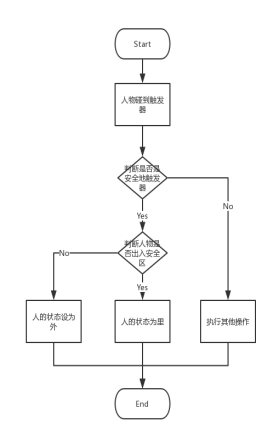 Start
人物碰到触发
器
判断是否是
安全地触发
器
No
Yes
判断人物是
否出入安全
区
No
Yes
人的状态设为
外
人的状态为里
执行其他操作
End